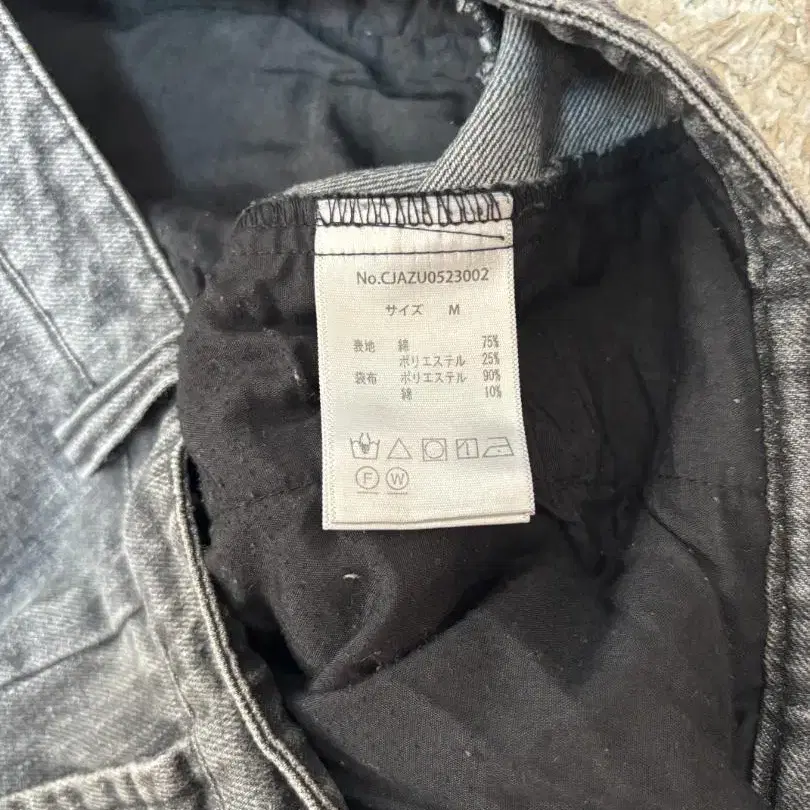 No.CJAZU0523002
サイズ M
表地 綿 75%
ポリエステル 25%
袋布 ポリエステル 90%
綿 10%
F W